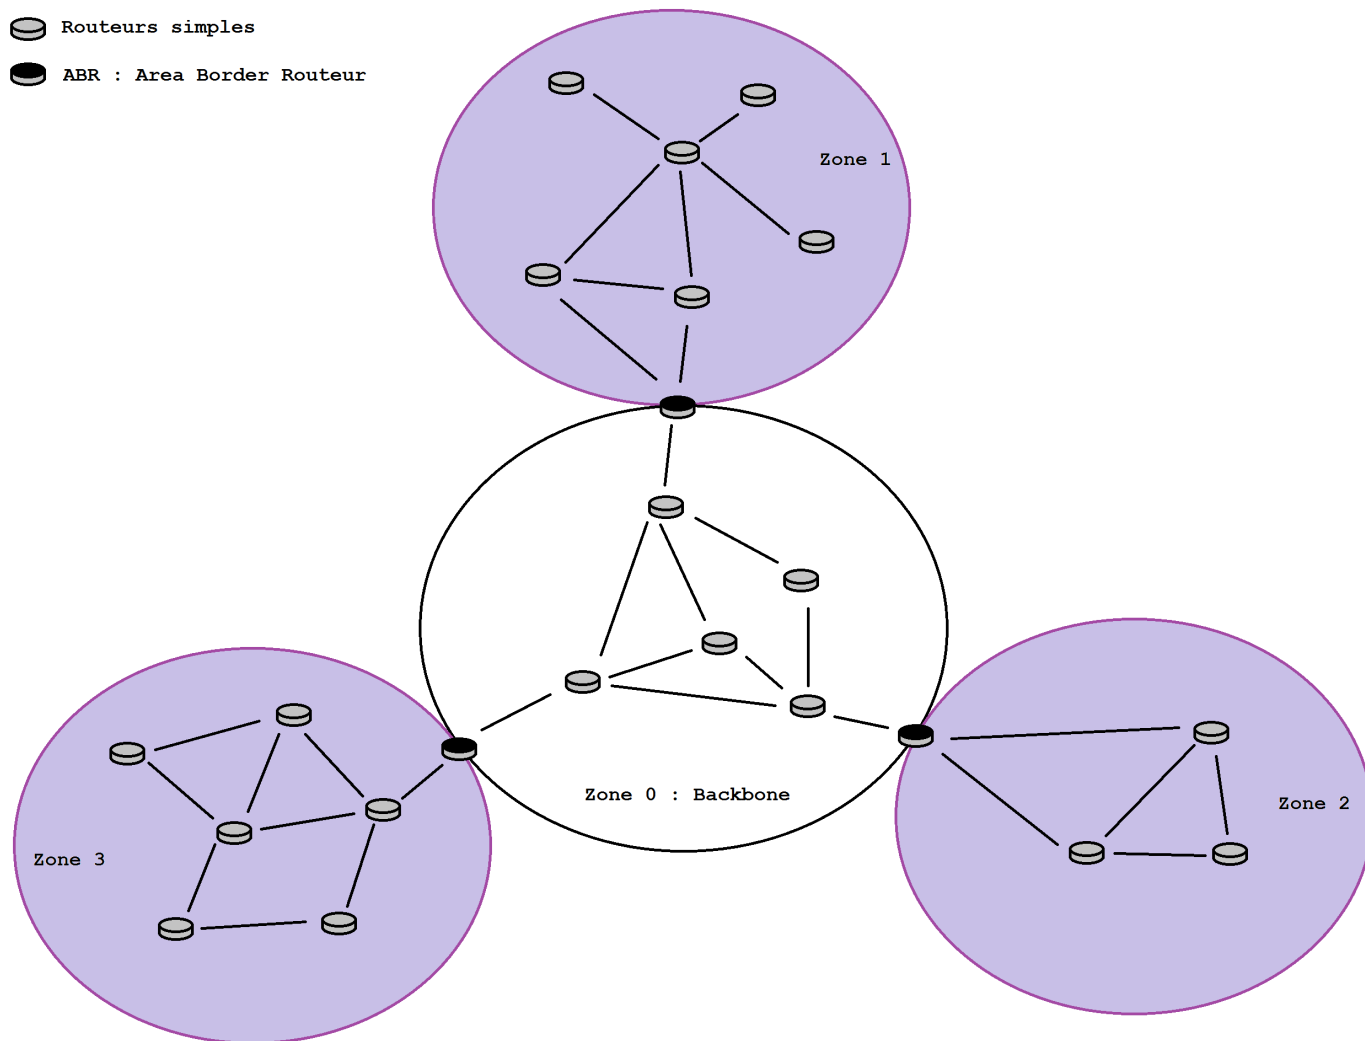 Routeurs simples
ABR : Area Border Routeur
Zone 1
Zone 0 : Backbone
Zone 2
Zone 3